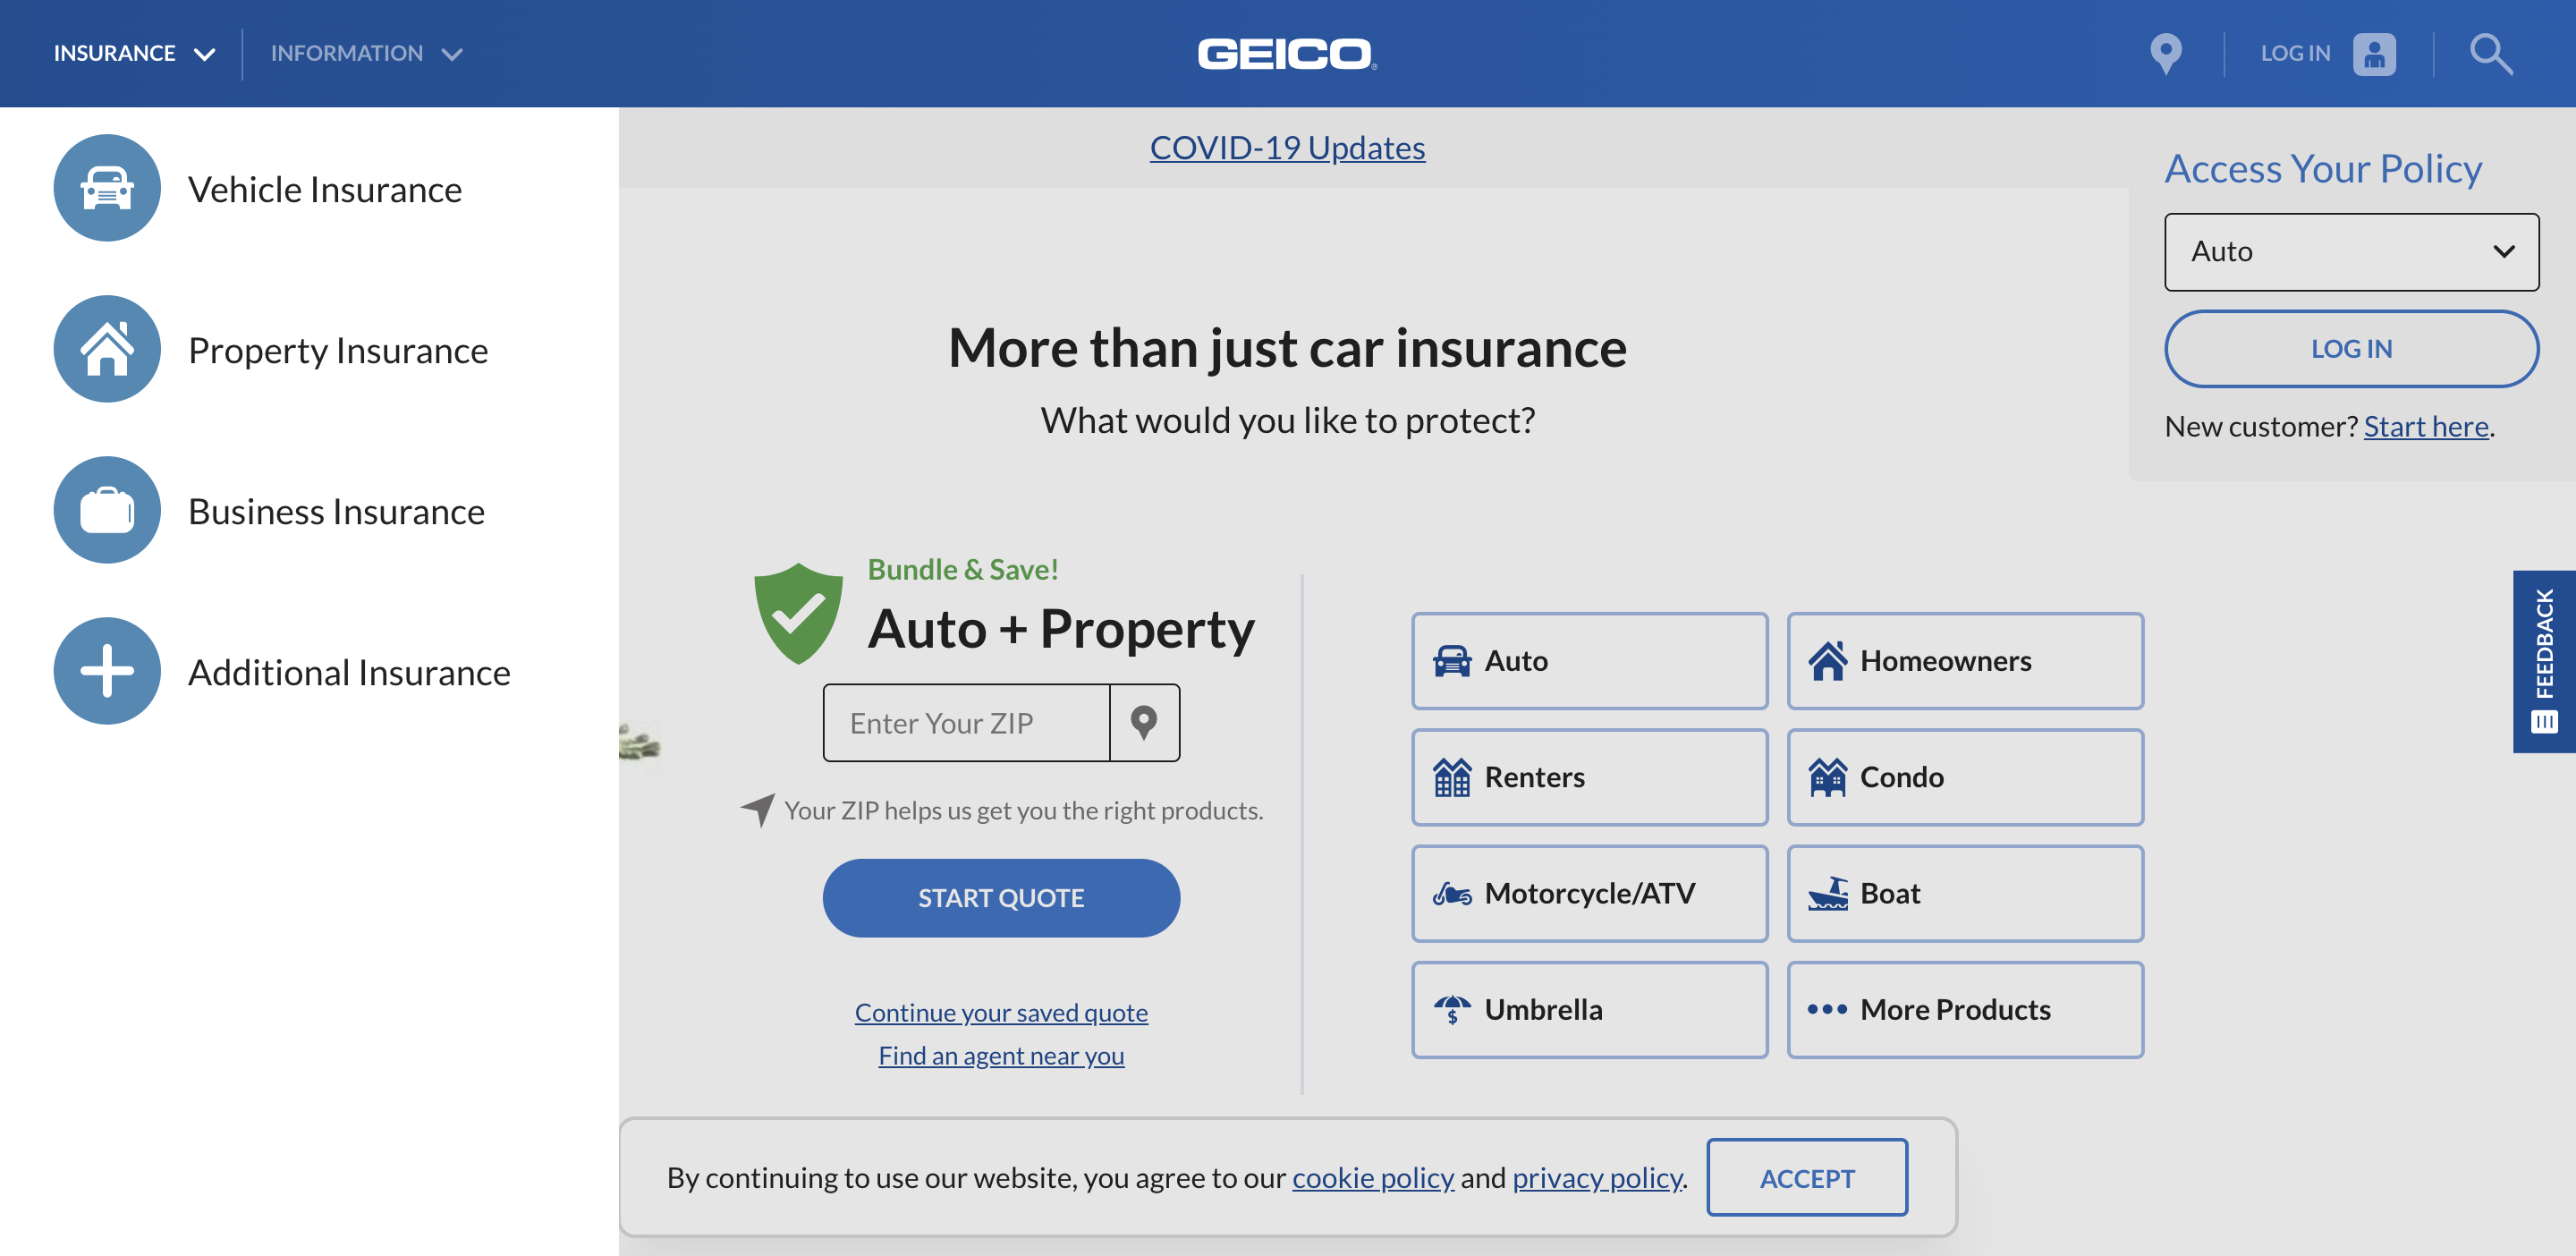 INSURANCE
INFORMATION
GEICO
LOG IN
Vehicle Insurance
Property Insurance
Business Insurance
Additional Insurance
COVID-19 Updates
Access Your Policy
Auto
LOG IN
New customer? Start here.
More than just car insurance
What would you like to protect?
Bundle & Save!
Auto + Property
Enter Your ZIP
Your ZIP helps us get you the right products.
START QUOTE
Continue your saved quote
Find an agent near you
Auto
Homeowners
Renters
Condo
Motorcycle/ATV
Boat
$
Umbrella
More Products
FEEDBACK
By continuing to use our website, you agree to our cookie policy and privacy policy.
ACCEPT